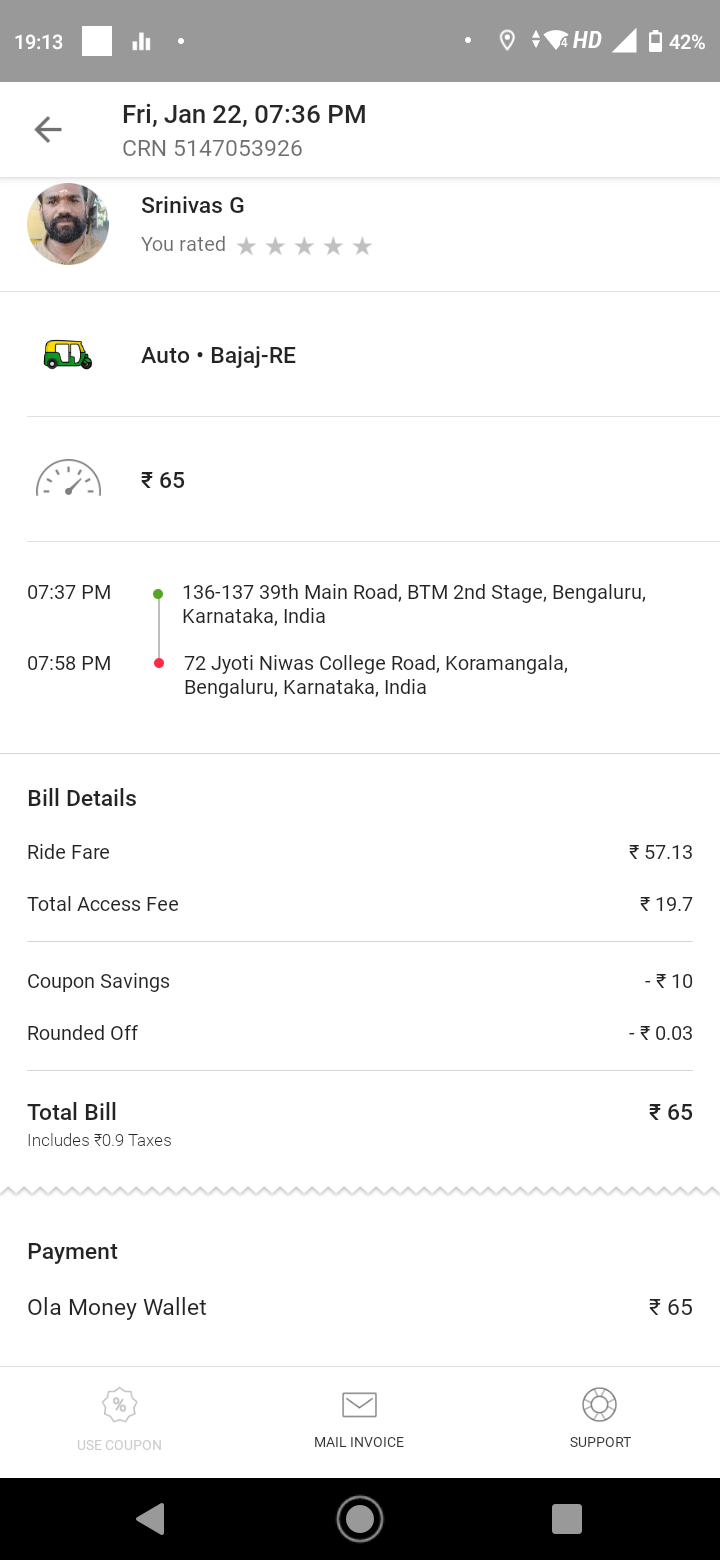 19:13
4 HD 42%
Fri, Jan 22, 07:36 PM
CRN 5147053926
Srinivas G
You rated
Auto • Bajaj-RE
₹ 65
07:37 PM 136-137 39th Main Road, BTM 2nd Stage, Bengaluru,
Karnataka, India
07:58 PM 72 Jyoti Niwas College Road, Koramangala,
Bengaluru, Karnataka, India
Bill Details
Ride Fare ₹ 57.13
Total Access Fee ₹ 19.7
Coupon Savings - ₹ 10
Rounded Off - ₹ 0.03
Total Bill ₹ 65
Includes ₹0.9 Taxes
Payment
Ola Money Wallet ₹ 65
%
USE COUPON MAIL INVOICE SUPPORT